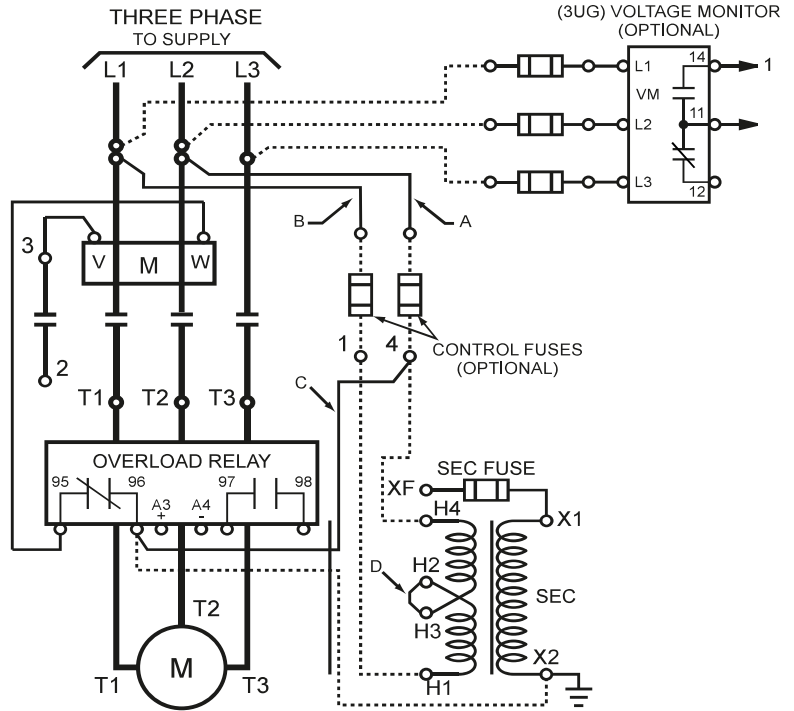 THREE PHASE
TO SUPPLY
(3UG) VOLTAGE MONITOR
(OPTIONAL)
L1 L2 L3
L1 14 1
VM
L2 11
L3 12
B A
3
V M W
2
1 4
CONTROL FUSES
(OPTIONAL)
C
T1 T2 T3
OVERLOAD RELAY
95 96 97 98
A3 A4
+ -
SEC FUSE
XF
H4 X1
D H2
SEC
H3
T2
X2
M
T1 T3 H1